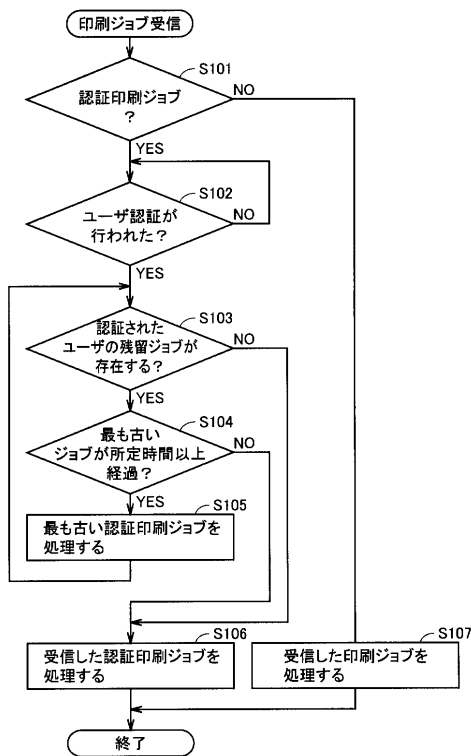 印刷ジョブ受信
S101
認証印刷ジョブ
?
NO
YES
S102
ユーザ認証が
行われた?
NO
YES
S103
認証された
ユーザの残留ジョブが
存在する?
NO
YES
S104
最も古い
ジョブが所定時間以上
経過?
NO
YES
S105
最も古い認証印刷ジョブを
処理する
S106
受信した認証印刷ジョブを
処理する
S107
受信した印刷ジョブを
処理する
終了